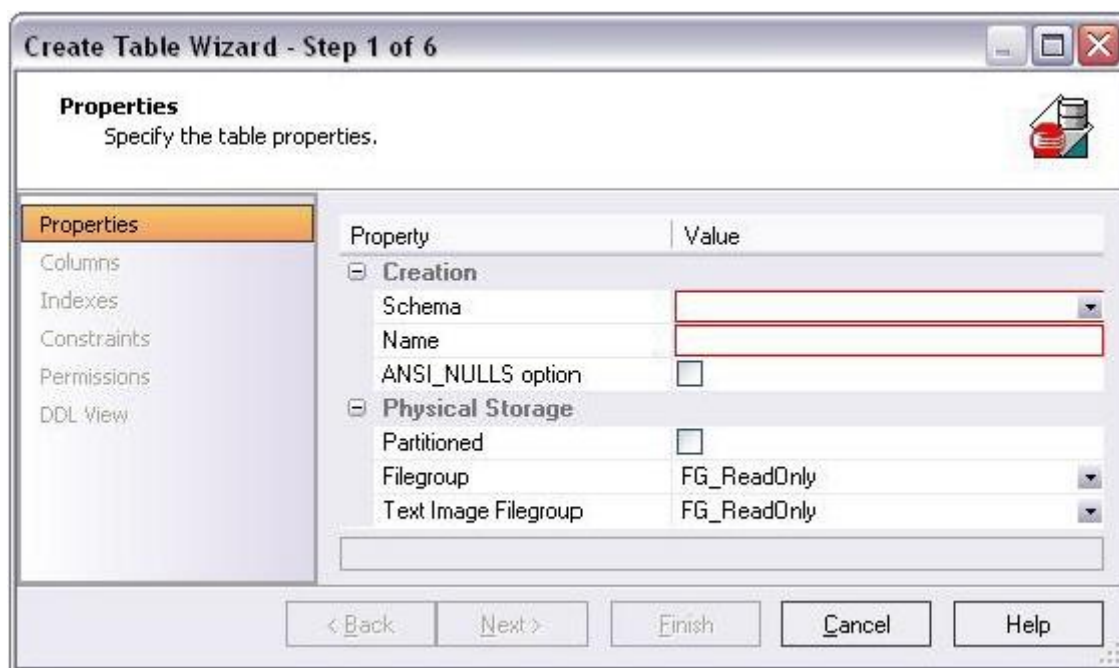 Create Table Wizard - Step 1 of 6
Properties
Specify the table properties.
Properties
Columns
Indexes
Constraints
Permissions
DDL View
Property Value
Creation
Schema
Name
ANSI_NULLS option
Physical Storage
Partitioned
Filegroup FG_ReadOnly
Text Image Filegroup FG_ReadOnly
< Back Next > Finish Cancel Help